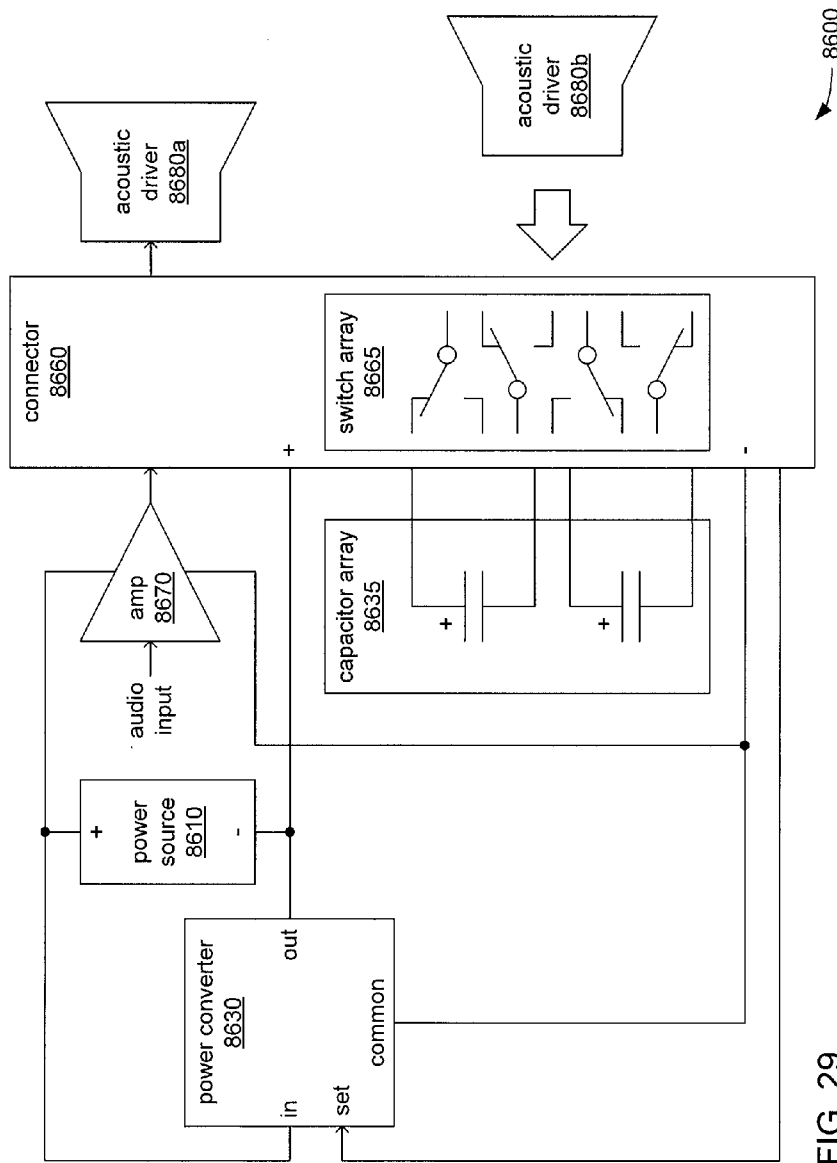 8600
acoustic
driver
8680a
acoustic
driver
8680b
connector
8660
+
switch array
8665
-
amp
8670
audio
input
capacitor array
8635
+
+
+
power
source
8610
-
power converter
8630
in
out
set
common
FIG. 29